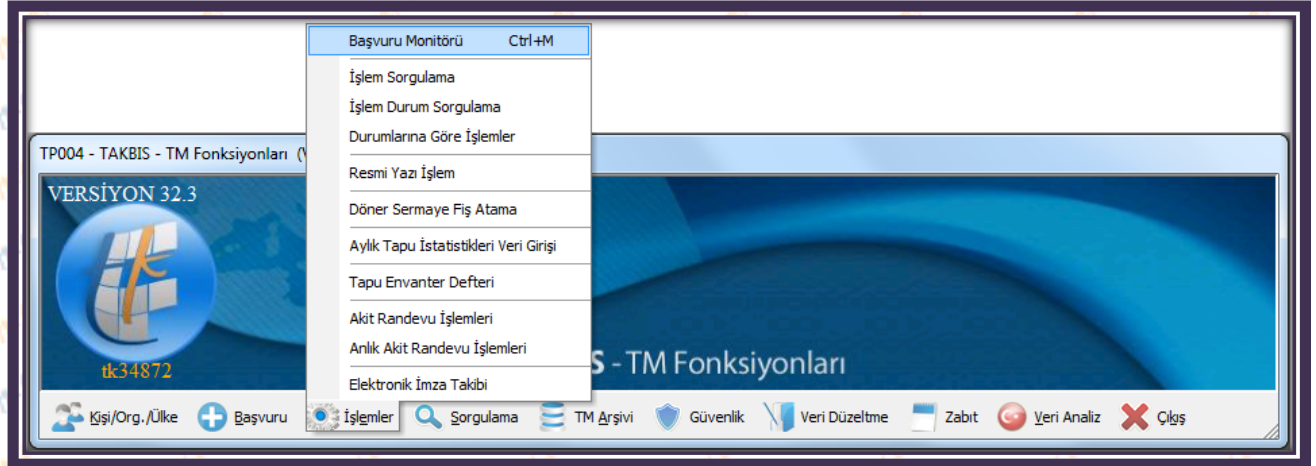 Başvuru Monitörü Ctrl+M
İşlem Sorgulama
İşlem Durum Sorgulama
Durumlarına Göre İşlemler
Resmi Yazı İşlem
Döner Sermaye Fiş Atama
Aylık Tapu İstatistikleri Veri Girişi
Tapu Envanter Defteri
Akit Randevu İşlemleri
Anlık Akit Randevu İşlemleri
Elektronik İmza Takibi
TP004 - TAKBIS - TM Fonksiyonları (V
VERSİYON 32.3
tk34872
S - TM Fonksiyonları
Kişi/Org./Ülke Başvuru İşlemler Sorgulama TM Arşivi Güvenlik Veri Düzeltme Zabıt Veri Analiz Çıkış